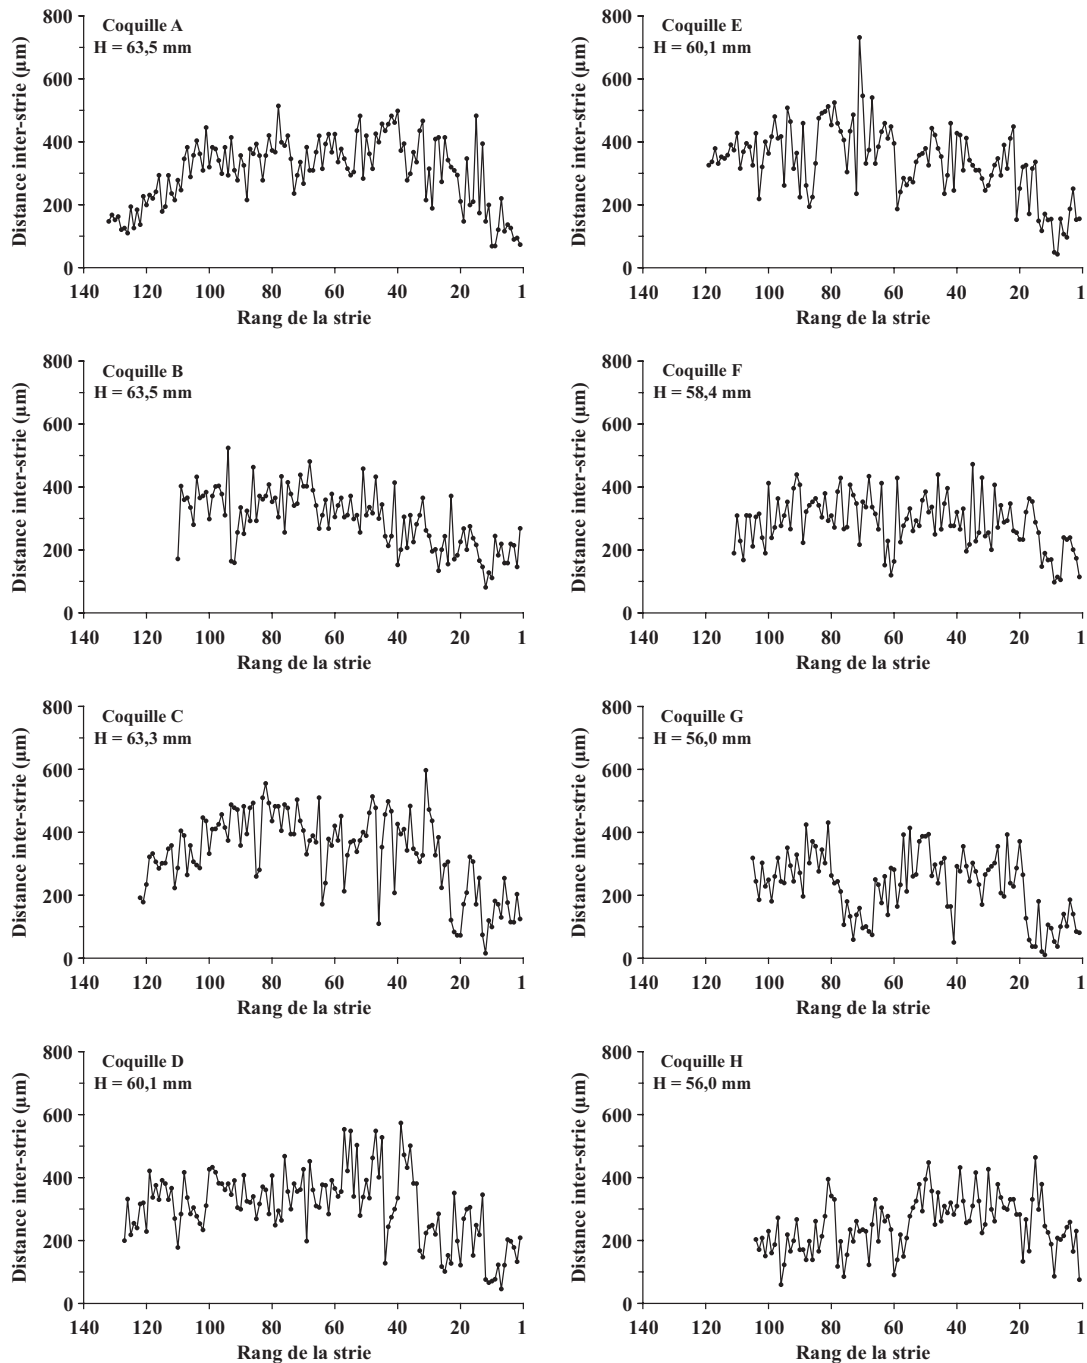 Coquille A
H = 63,5 mm
Distance inter-strie (µm)
800
600
400
200
0
140 120 100 80 60 40 20 1
Rang de la strie
Coquille E
H = 60,1 mm
Distance inter-strie (µm)
800
600
400
200
0
140 120 100 80 60 40 20 1
Rang de la strie
Coquille B
H = 63,5 mm
Distance inter-strie (µm)
800
600
400
200
0
140 120 100 80 60 40 20 1
Rang de la strie
Coquille F
H = 58,4 mm
Distance inter-strie (µm)
800
600
400
200
0
140 120 100 80 60 40 20 1
Rang de la strie
Coquille C
H = 63,3 mm
Distance inter-strie (µm)
800
600
400
200
0
140 120 100 80 60 40 20 1
Rang de la strie
Coquille G
H = 56,0 mm
Distance inter-strie (µm)
800
600
400
200
0
140 120 100 80 60 40 20 1
Rang de la strie
Coquille D
H = 60,1 mm
Distance inter-strie (µm)
800
600
400
200
0
140 120 100 80 60 40 20 1
Rang de la strie
Coquille H
H = 56,0 mm
Distance inter-strie (µm)
800
600
400
200
0
140 120 100 80 60 40 20 1
Rang de la strie